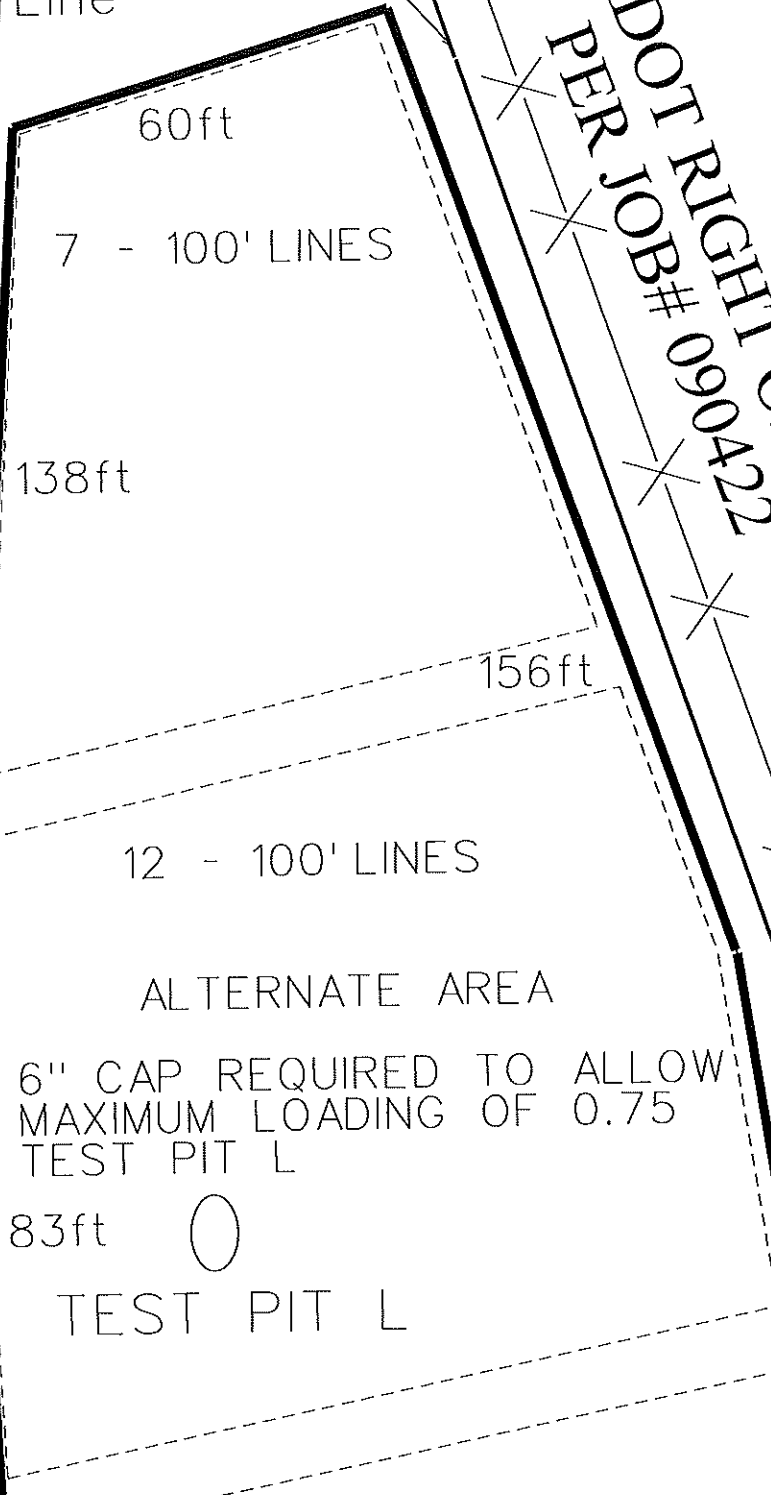 Line
60ft
DOT RIGHT
PER JOB# 090422
7 - 100' LINES
138ft
156ft
12 - 100' LINES
ALTERNATE AREA
6" CAP REQUIRED TO ALLOW
MAXIMUM LOADING OF 0.75
TEST PIT L
83ft
TEST PIT L